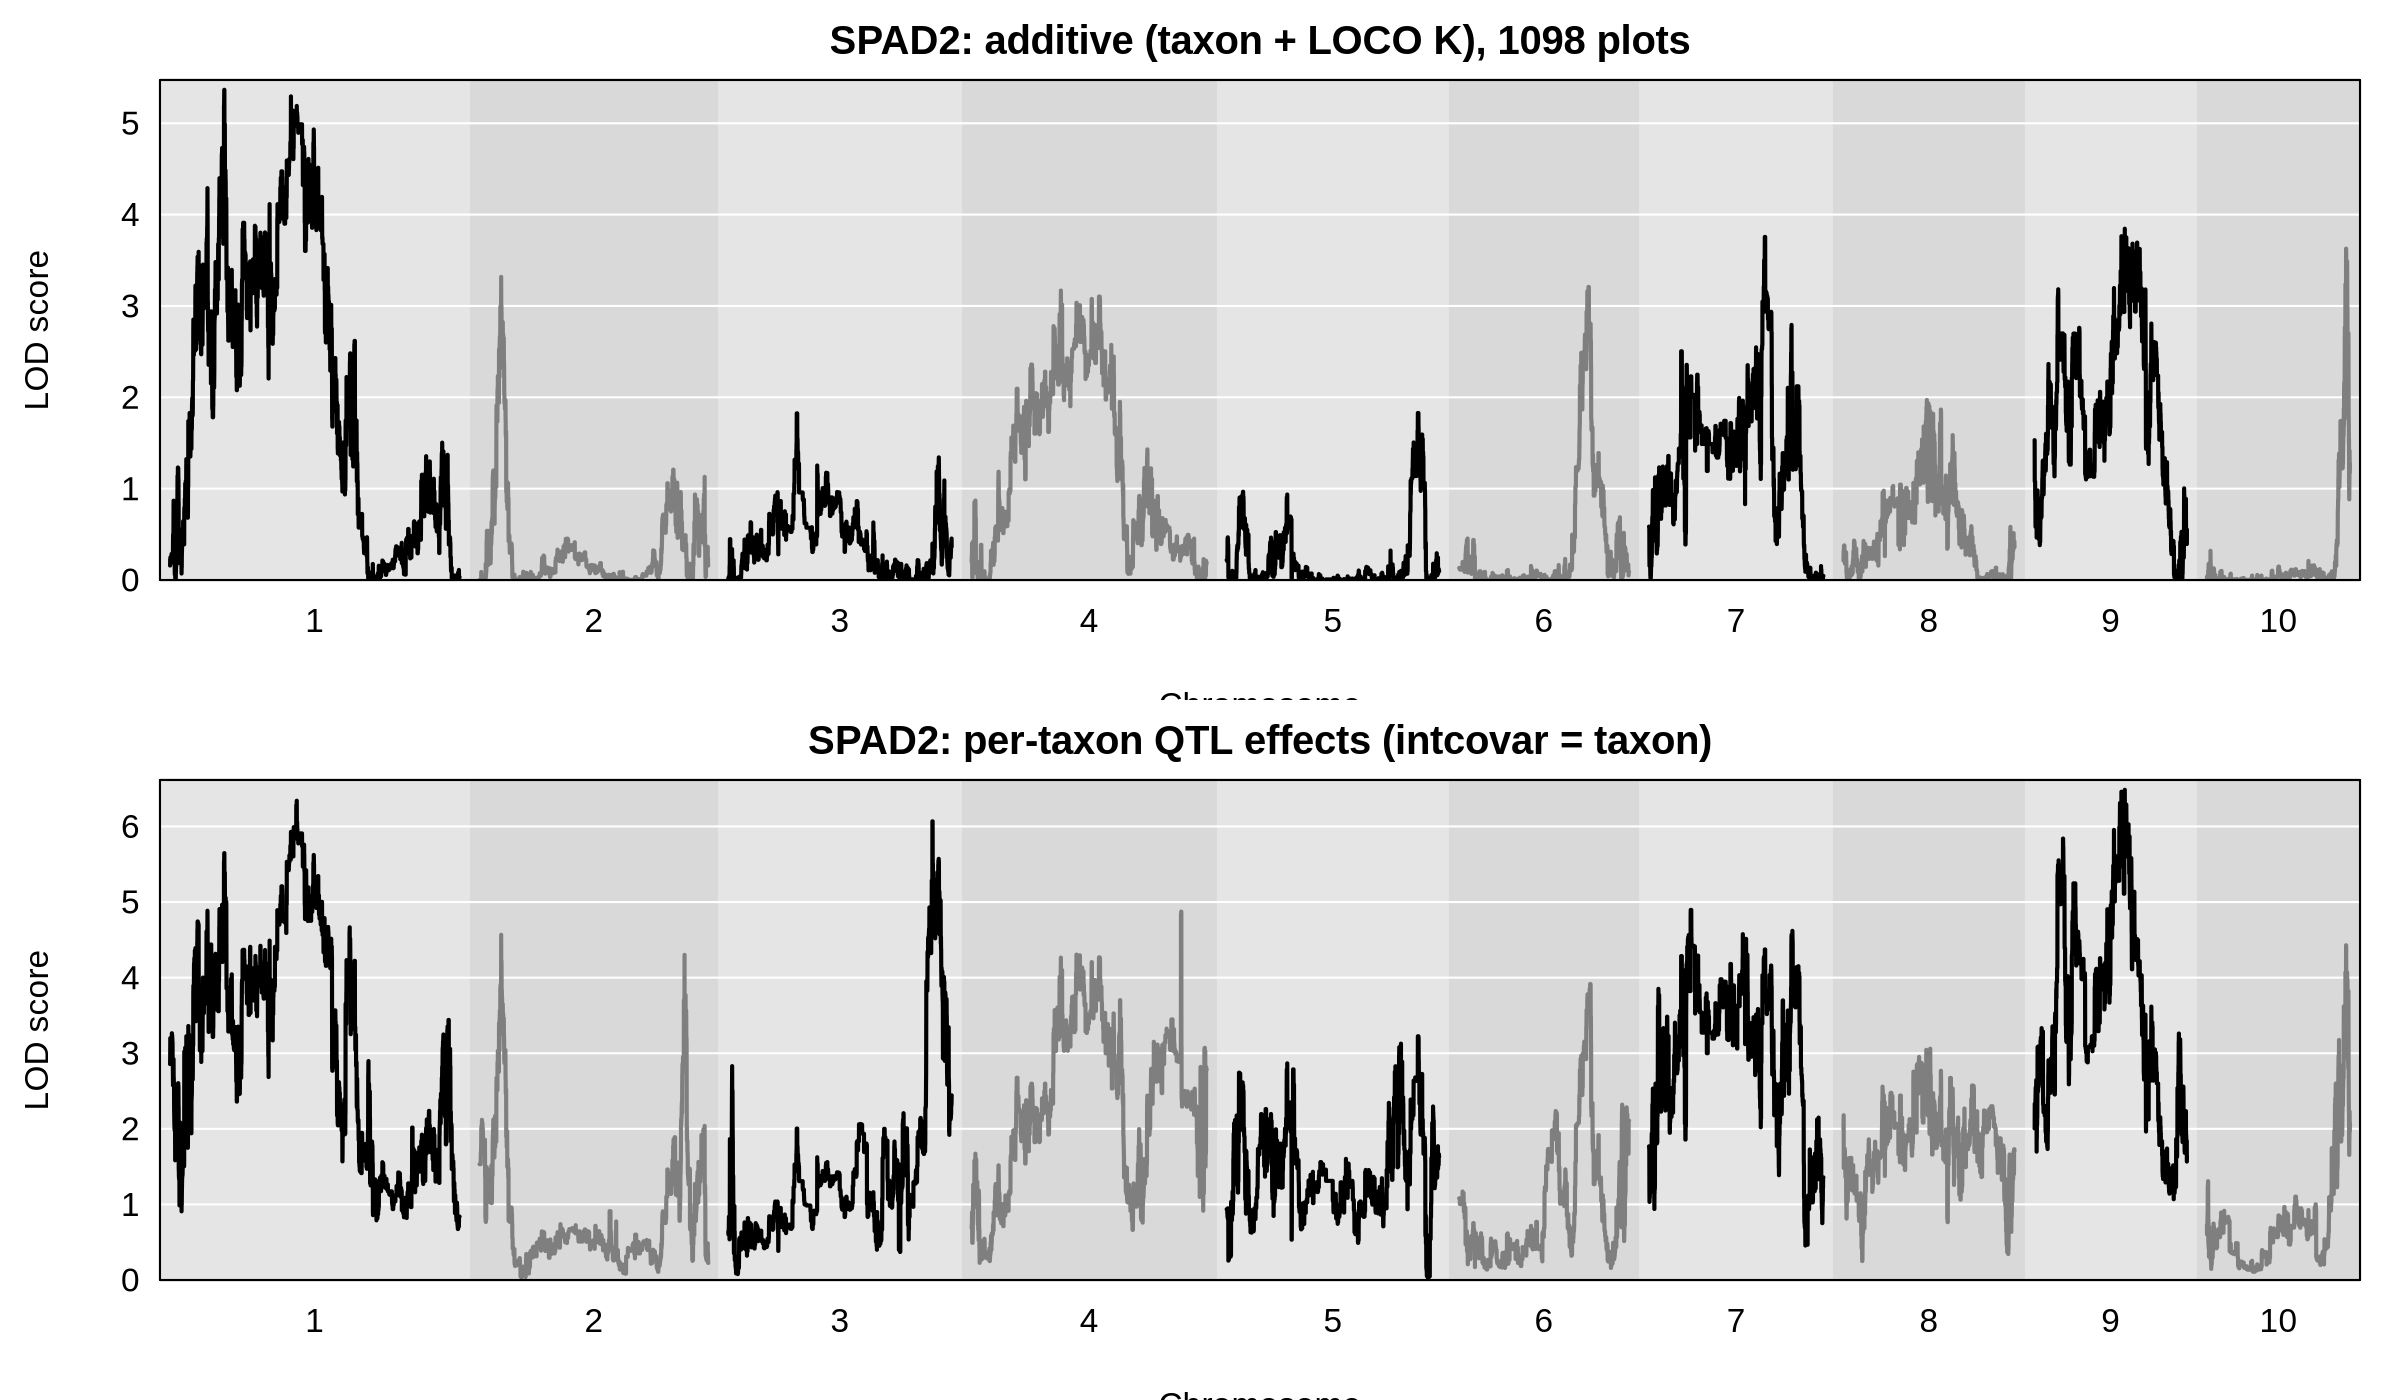 SPAD2: additive (taxon + LOCO K), 1098 plots
LOD score
5
4
3
2
1
0
1 2 3 4 5 6 7 8 9 10
SPAD2: per-taxon QTL effects (intcovar = taxon)
LOD score
6
5
4
3
2
1
0
1 2 3 4 5 6 7 8 9 10